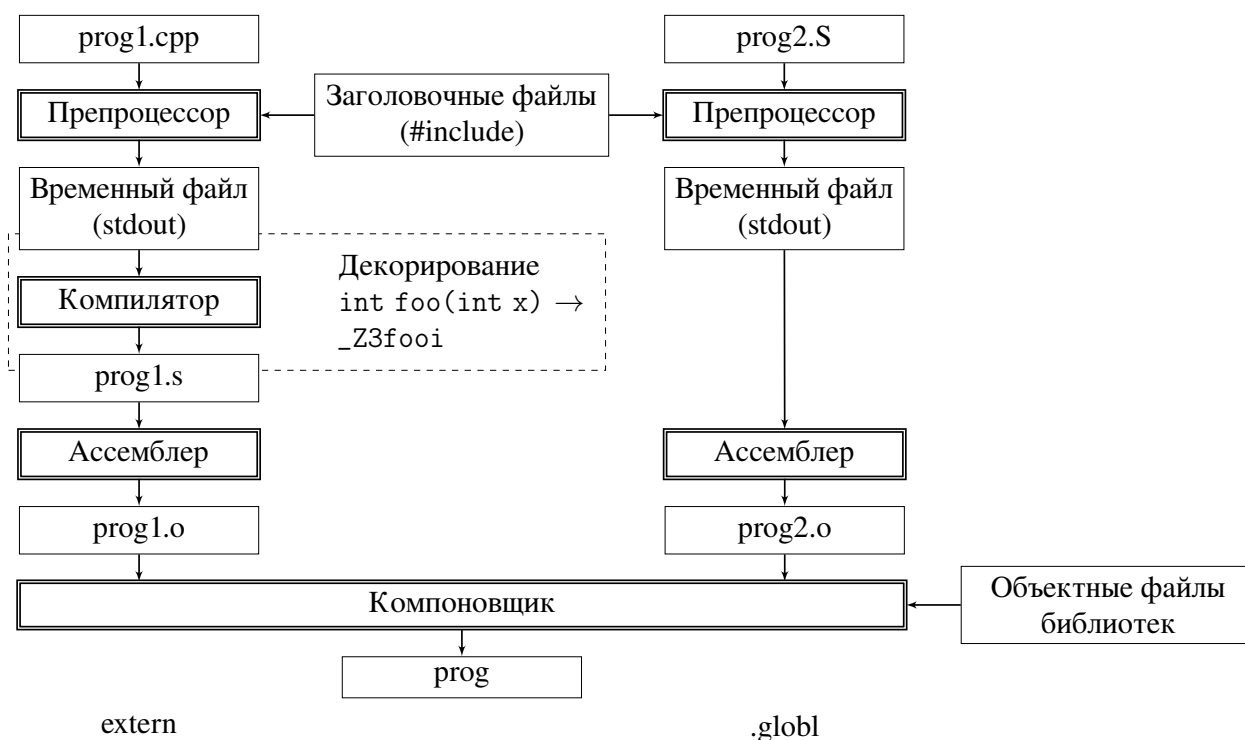 prog1.cpp
prog2.S
Препроцессор
Заголовочные файлы
(#include)
Препроцессор
Временный файл
(stdout)
Временный файл
(stdout)
Декорирование
int foo(int x) →
_Z3fooi
Компилятор
prog1.s
Ассемблер
Ассемблер
prog1.o
prog2.o
Компоновщик
Объектные файлы
библиотек
prog
extern
.globl